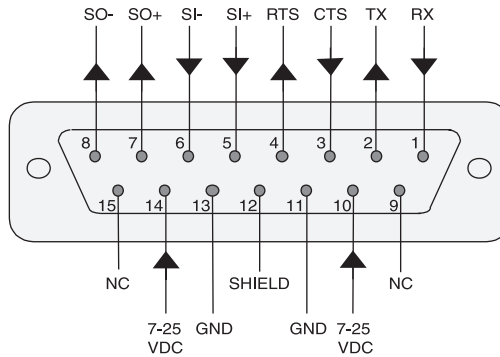 SO- SO+ SI- SI+ RTS CTS TX RX
8 7 6 5 4 3 2 1
15 14 13 12 11 10 9
NC SHIELD NC
7-25 GND GND 7-25
VDC VDC